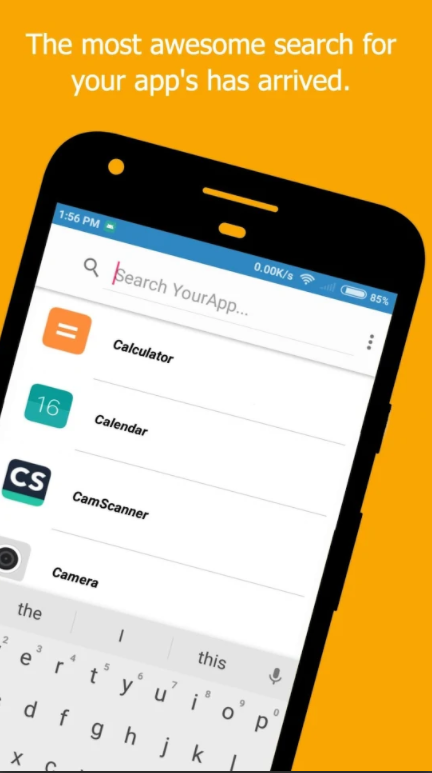 The most awesome search for
your app's has arrived.
1:56 PM
0.00K/s
85%
Search YourApp...
Calculator
16
Calendar
CS
CamScanner
Camera
the I this
2 3 4 5 6 7 8 9 0
e r t y u i o p
d f g h j k l
x c